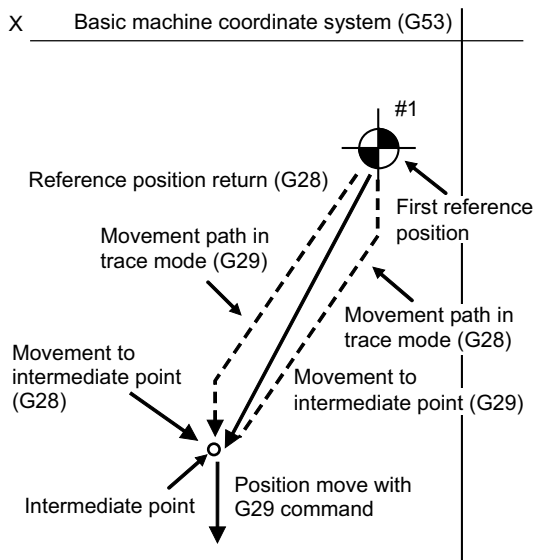 X
Basic machine coordinate system (G53)
#1
Reference position return (G28)
First reference
position
Movement path in
trace mode (G29)
Movement path in
trace mode (G28)
Movement to
intermediate point
(G28)
Movement to
intermediate point (G29)
Intermediate point
Position move with
G29 command